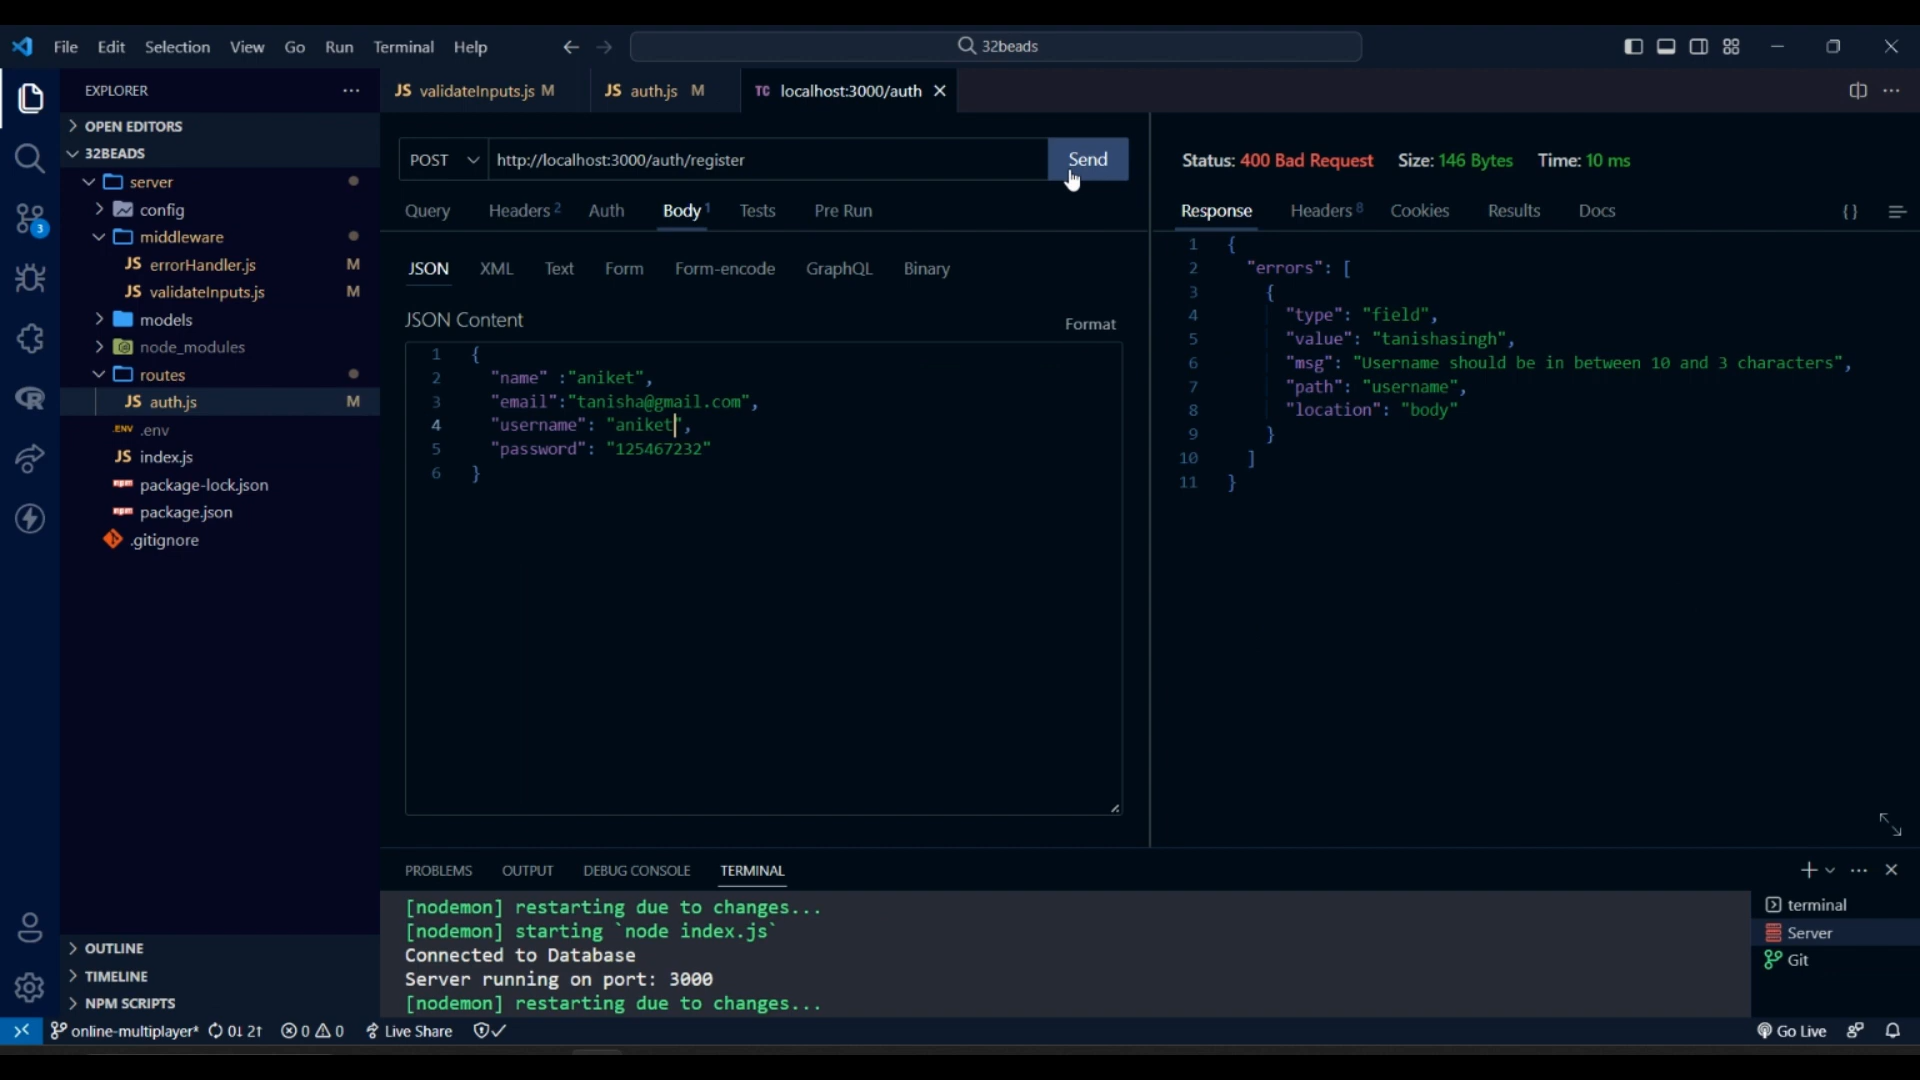 File Edit Selection View Go Run Terminal Help
32beads
EXPLORER
OPEN EDITORS
32BEADS
server
config
middleware
JS errorHandler.js M
JS validateInputs.js M
models
node_modules
routes
JS auth.js M
.ENV .env
JS index.js
npm package-lock.json
npm package.json
.gitignore
OUTLINE
TIMELINE
NPM SCRIPTS
3
JS validateInputs.js M
JS auth.js M
TC localhost:3000/auth
POST http://localhost:3000/auth/register Send
Query Headers 2 Auth Body 1 Tests Pre Run
JSON XML Text Form Form-encode GraphQL Binary
JSON Content Format
1 {
2 "name" :"aniket",
3 "email":"tanisha@gmail.com",
4 "username": "aniket",
5 "password": "125467232"
6 }
Status: 400 Bad Request Size: 146 Bytes Time: 10 ms
Response Headers 8 Cookies Results Docs { }
1 {
2 "errors": [
3 {
4 "type": "field",
5 "value": "tanishasingh",
6 "msg": "Username should be in between 10 and 3 characters",
7 "path": "username",
8 "location": "body"
9 }
10 ]
11 }
PROBLEMS OUTPUT DEBUG CONSOLE TERMINAL
[nodemon] restarting due to changes...
[nodemon] starting `node index.js`
Connected to Database
Server running on port: 3000
[nodemon] restarting due to changes...
terminal
Server
Git
online-multiplayer* 0↓ 2↑ 0 0 Live Share Go Live